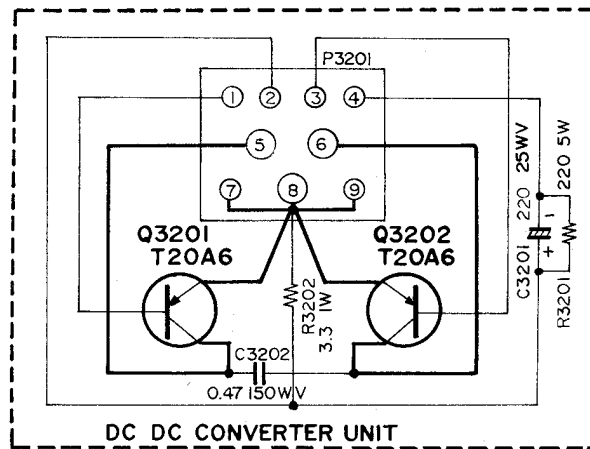 P3201
1 2 3 4
5 6
7 8 9
Q3201
T20A6
Q3202
T20A6
R3202
3.3 1W
C3201 220 25WV
- +
R3201 220 5W
C3202
0.47 150WV
DC DC CONVERTER UNIT